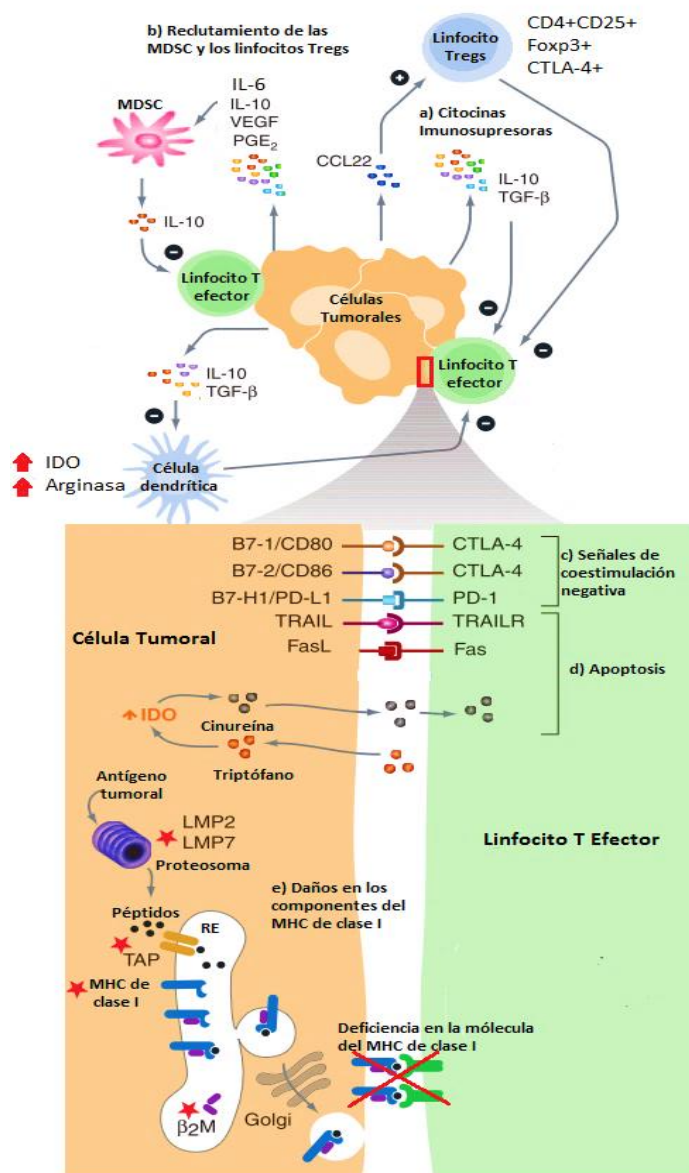 b) Reclutamiento de las
MDSC y los linfocitos Tregs
Linfocito
Tregs
CD4+CD25+
Foxp3+
CTLA-4+
MDSC
IL-6
IL-10
VEGF
PGE2
a) Citocinas
Imunosupresoras
CCL22
IL-10
TGF-β
IL-10
Linfocito T
efector
Células
Tumorales
Linfocito T
efector
IL-10
TGF-β
IDO
Arginasa
Célula
dendrítica
B7-1/CD80
CTLA-4
B7-2/CD86
CTLA-4
B7-H1/PD-L1
PD-1
c) Señales de
coestimulación
negativa
Célula Tumoral
TRAIL
TRAILR
FasL
Fas
d) Apoptosis
IDO
Cinureína
Triptófano
Antígeno
tumoral
LMP2
LMP7
Proteosoma
Linfocito T Efector
e) Daños en los
componentes del
MHC de clase I
Péptidos
RE
TAP
MHC de
clase I
Deficiencia en la mólecula
del MHC de clase I
β2M
Golgi